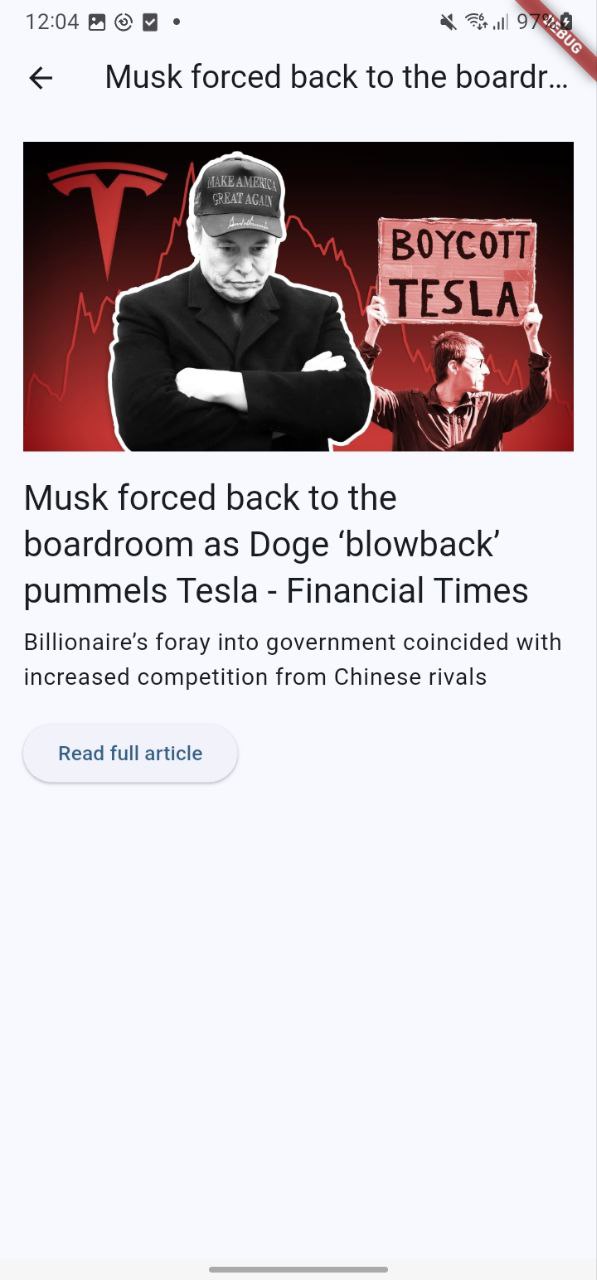 12:04
97%
DEBUG
Musk forced back to the boardr...
MAKE AMERICA
GREAT AGAIN
BOYCOTT
TESLA
Musk forced back to the
boardroom as Doge ‘blowback’
pummels Tesla - Financial Times
Billionaire’s foray into government coincided with
increased competition from Chinese rivals
Read full article